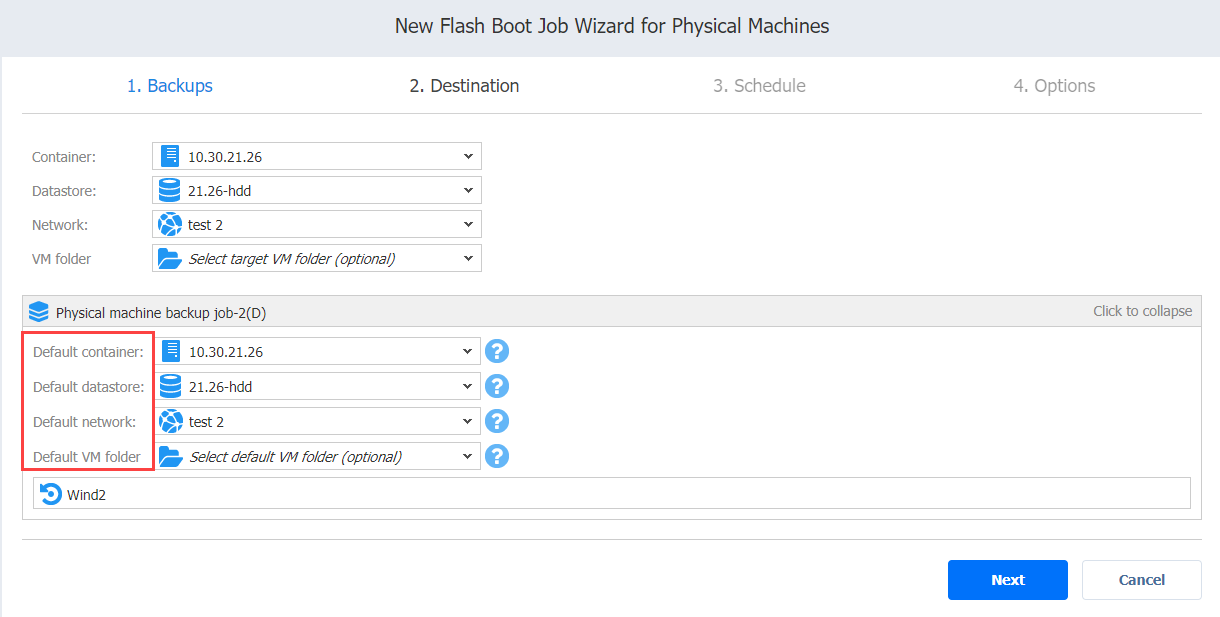 New Flash Boot Job Wizard for Physical Machines
1. Backups 2. Destination 3. Schedule 4. Options
Container: 10.30.21.26
Datastore: 21.26-hdd
Network: test 2
VM folder Select target VM folder (optional)
Physical machine backup job-2(D) Click to collapse
Default container: 10.30.21.26 ?
Default datastore: 21.26-hdd ?
Default network: test 2 ?
Default VM folder Select default VM folder (optional) ?
Wind2
Next Cancel